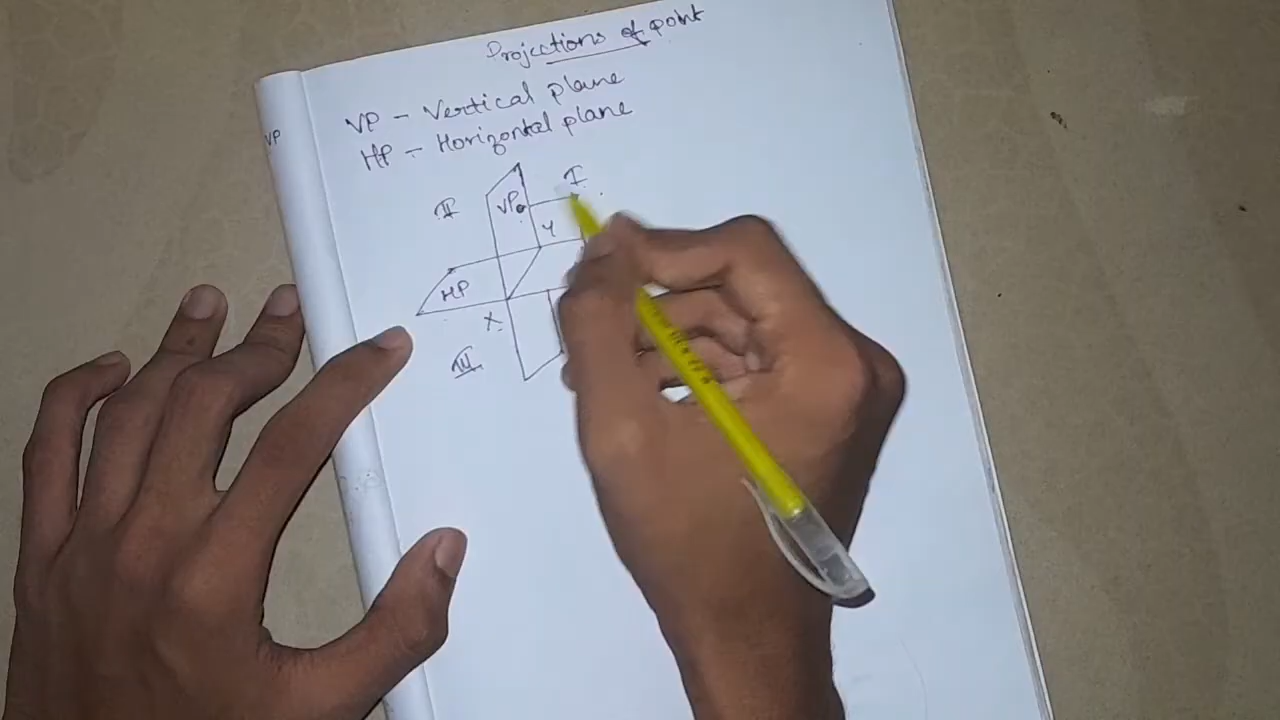 Projections of point
VP - Vertical plane
HP - Horizontal plane
VP
I
II
VP
Y
HP
X
III